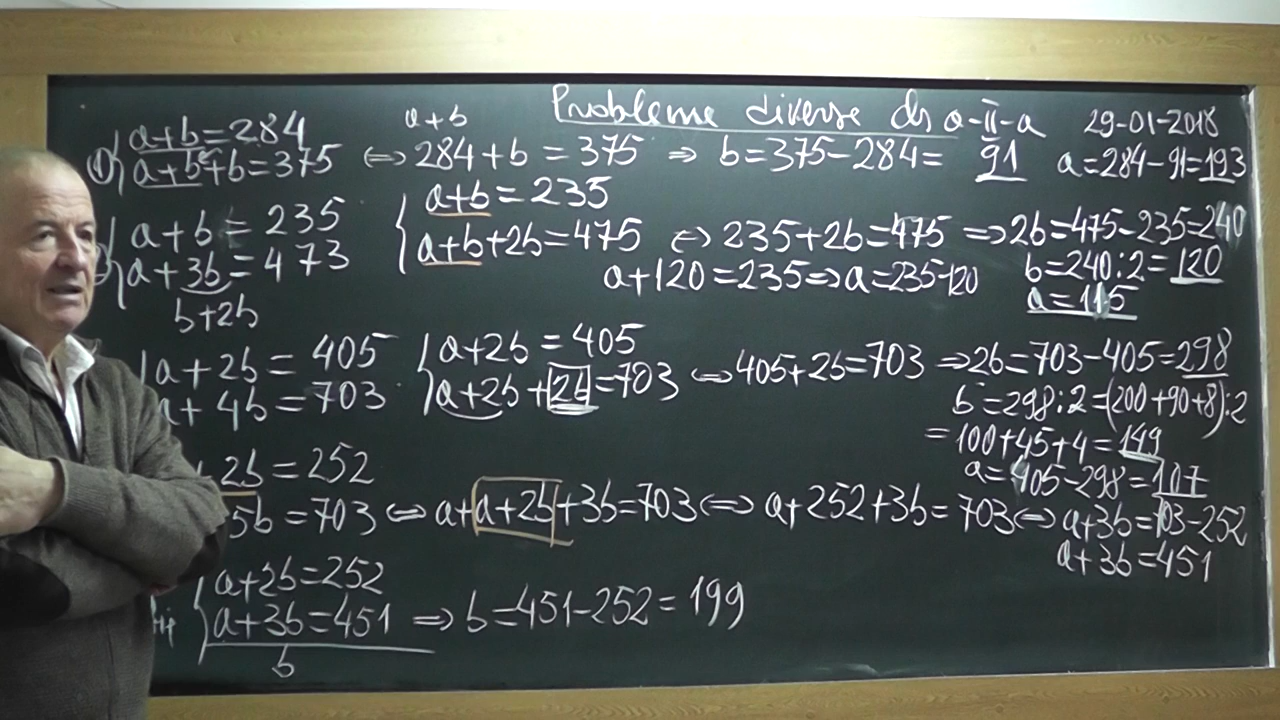 Probleme diverse cls a-II-a 29-01-2018
a+b
① a+b=284
a+b+b=375 ⇔ 284+b=375 ⇒ b=375-284=91 a=284-91=193
a+b=235
a+b=235
a+3b=473
b+2b
a+b+2b=475 ⇔ 235+2b=475 ⇒ 2b=475-235=240
a+120=235 ⇒ a=235-120
b=240:2=120
a=115
a+2b=405
a+4b=703
a+2b=405
a+2b+2b=703 ⇔ 405+2b=703 ⇒ 2b=703-405=298
b=298:2=(200+90+8):2
=100+45+4=149
a=405-298=107
+2b=252
5b=703 ⇔ a+a+2b+3b=703 ⇔ a+252+3b=703 ⇔ a+3b=703-252
a+3b=451
a+2b=252
a+3b=451 ⇒ b=451-252=199
b